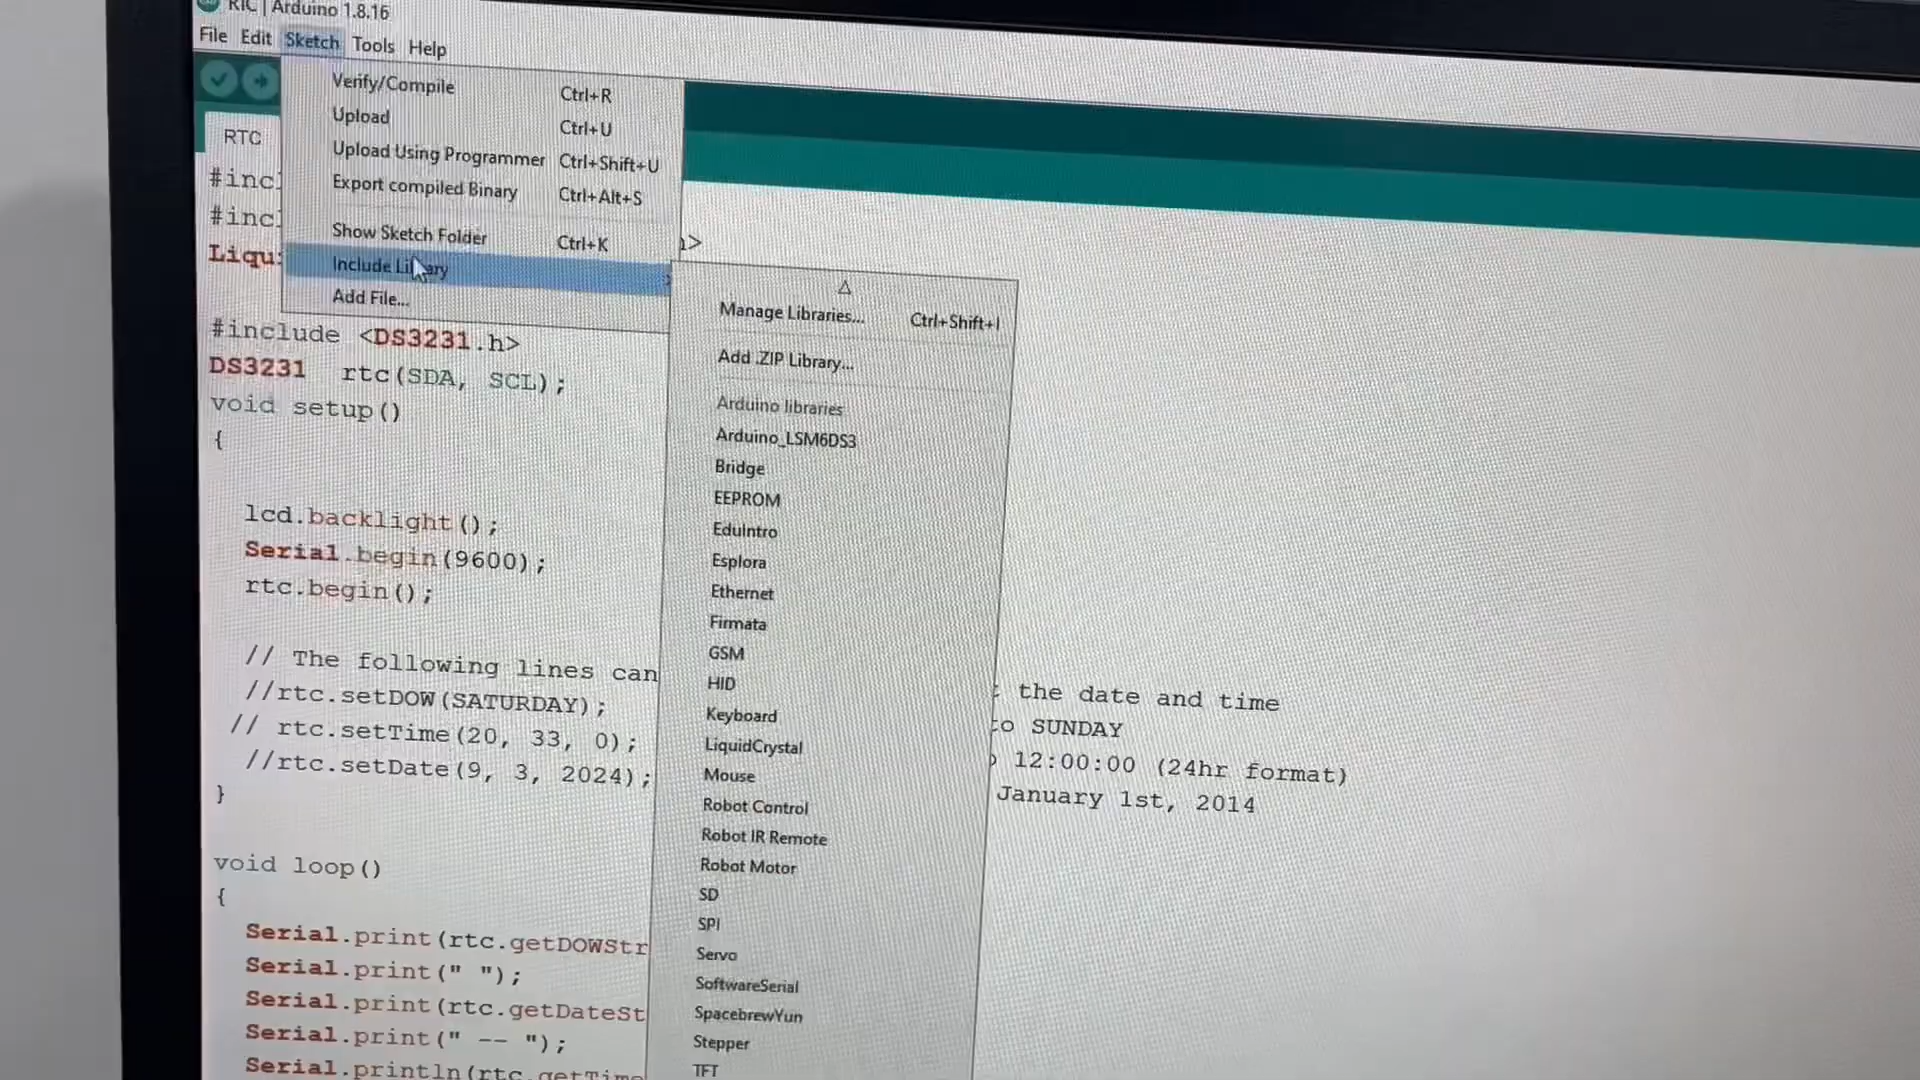 RTC | Arduino 1.8.16
File Edit Sketch Tools Help
Verify/Compile Ctrl+R
Upload Ctrl+U
Upload Using Programmer Ctrl+Shift+U
Export compiled Binary Ctrl+Alt+S
Show Sketch Folder Ctrl+K
Include Library
Add File...
Manage Libraries... Ctrl+Shift+I
Add .ZIP Library...
Arduino libraries
Arduino_LSM6DS3
Bridge
EEPROM
EduIntro
Esplora
Ethernet
Firmata
GSM
HID
Keyboard
LiquidCrystal
Mouse
Robot Control
Robot IR Remote
Robot Motor
SD
SPI
Servo
SoftwareSerial
SpacebrewYun
Stepper
TFT
RTC
#incl
#incl h>
Liqu
#include <DS3231.h>
DS3231 rtc(SDA, SCL);
void setup()
{
lcd.backlight();
Serial.begin(9600);
rtc.begin();
// The following lines can the date and time
//rtc.setDOW(SATURDAY); to SUNDAY
// rtc.setTime(20, 33, 0); 12:00:00 (24hr format)
//rtc.setDate(9, 3, 2024); January 1st, 2014
}
void loop()
{
Serial.print(rtc.getDOWStr
Serial.print(" ");
Serial.print(rtc.getDateSt
Serial.print(" -- ");
Serial.println(rtc.getTime